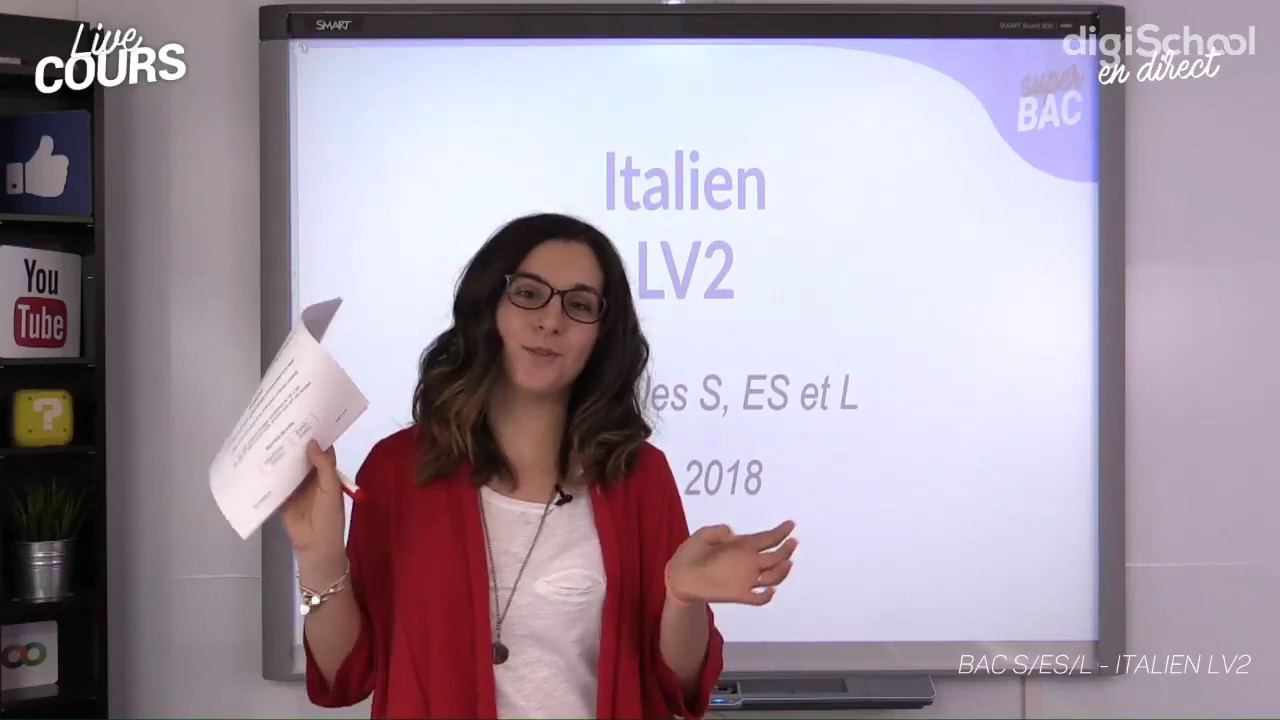 Live
COURS
SMART
digiSchool
en direct
super
BAC
Italien
LV2
les S, ES et L
2018
You
Tube
?
BAC S/ES/L - ITALIEN LV2